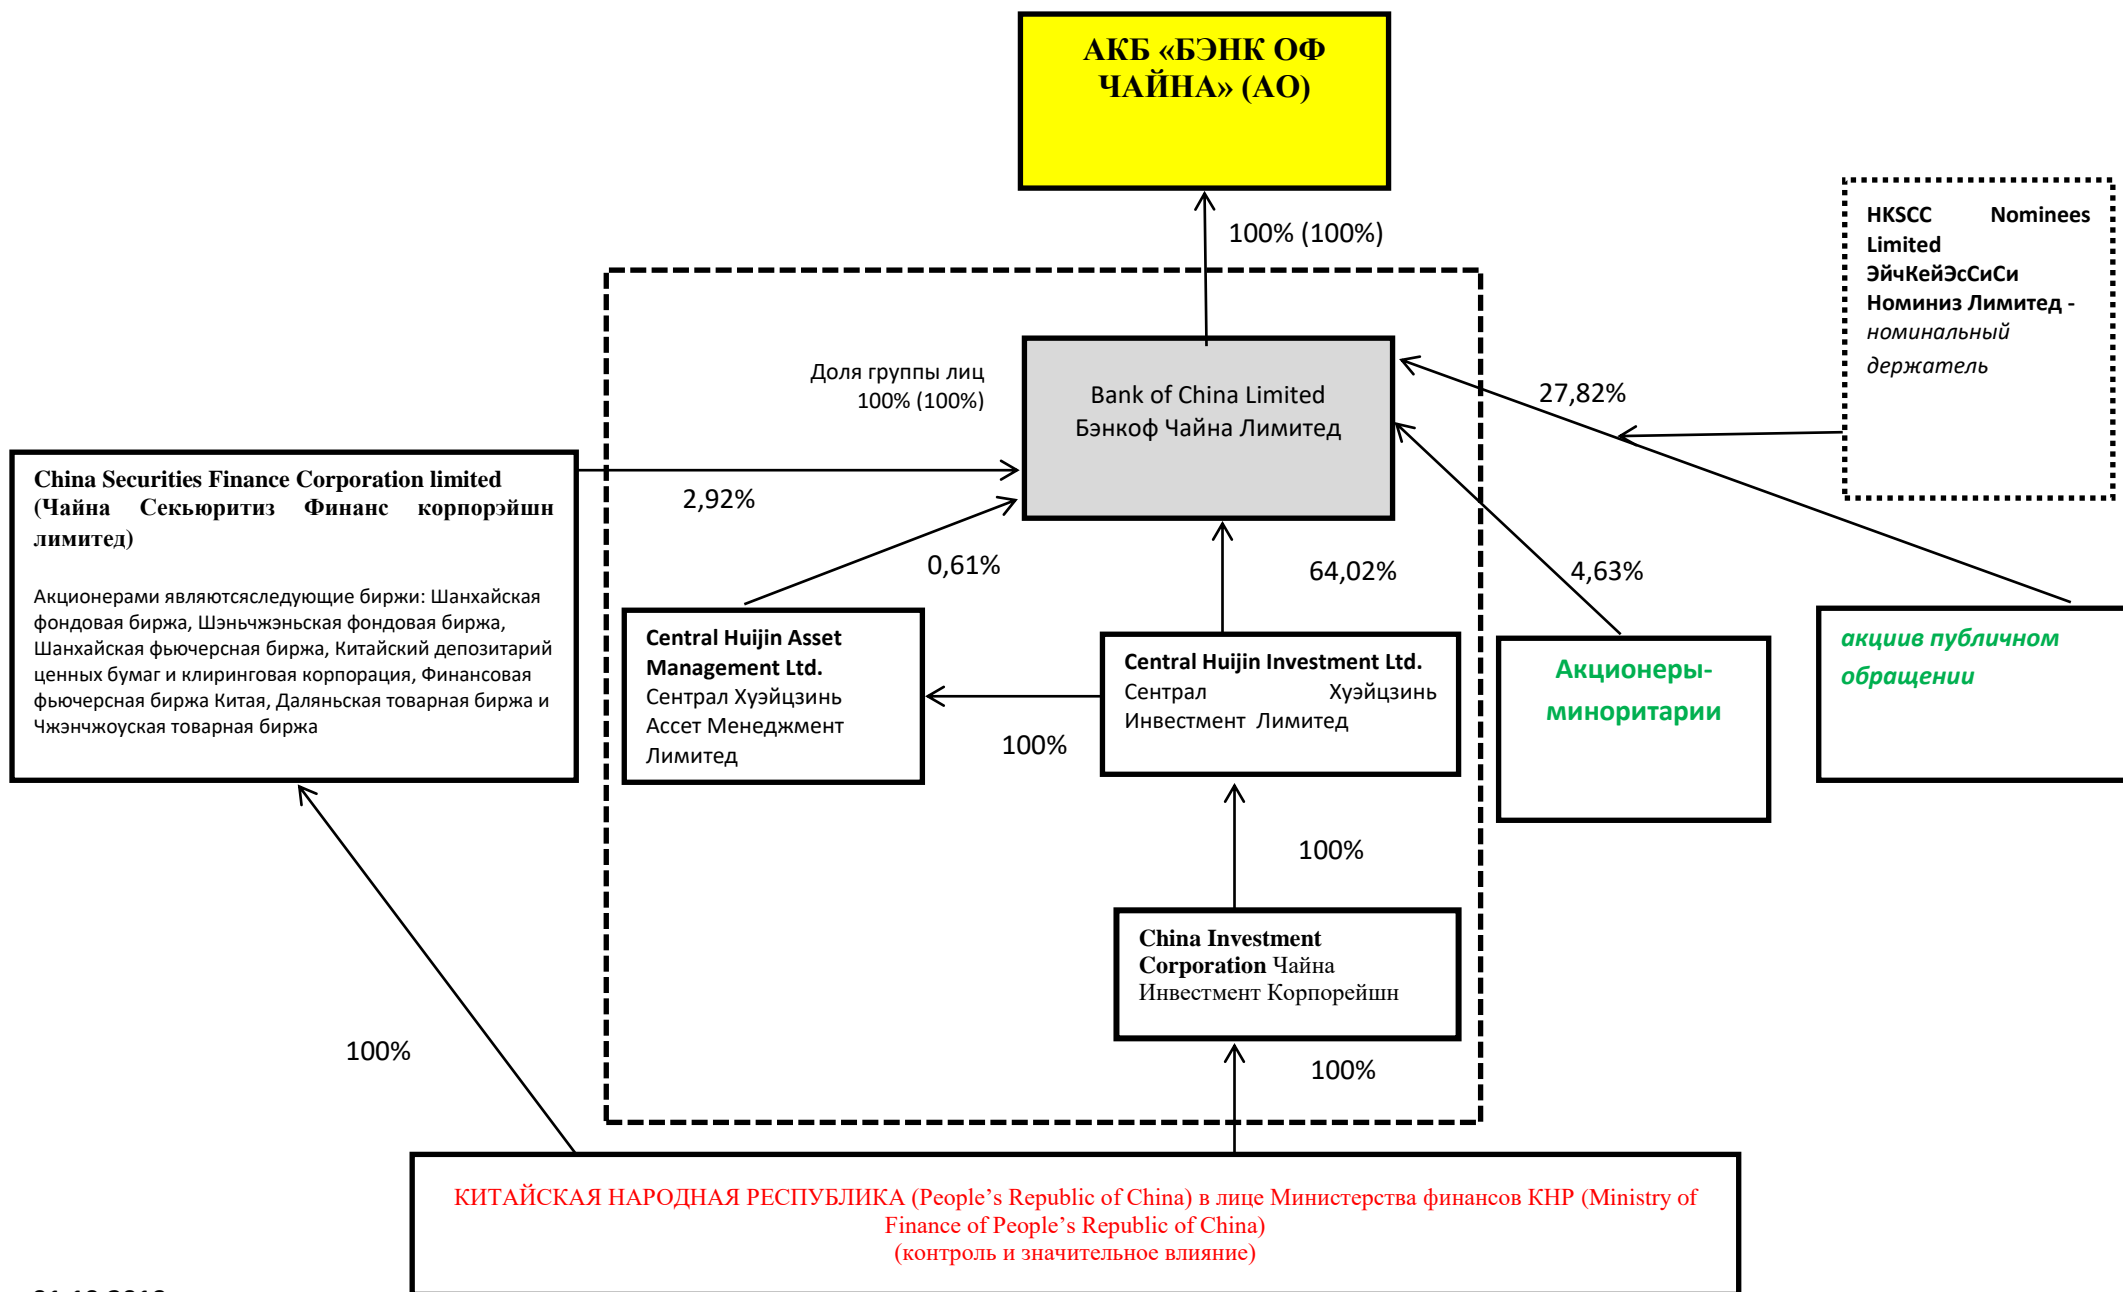 АКБ «БЭНК ОФ
ЧАЙНА» (АО)
100% (100%)
HKSCC Nominees
Limited
ЭйчКейЭсСиСи
Номиниз Лимитед -
номинальный
держатель
Доля группы лиц
100% (100%)
Bank of China Limited
Бэнкоф Чайна Лимитед
27,82%
China Securities Finance Corporation limited
(Чайна Секьюритиз Финанс корпорэйшн
лимитед)
Акционерами являютсяследующие биржи: Шанхайская
фондовая биржа, Шэньчжэньская фондовая биржа,
Шанхайская фьючерсная биржа, Китайский депозитарий
ценных бумаг и клиринговая корпорация, Финансовая
фьючерсная биржа Китая, Даляньская товарная биржа и
Чжэнчжоуская товарная биржа
2,92%
0,61%
64,02%
4,63%
Central Huijin Asset
Management Ltd.
Сентрал Хуэйцзинь
Ассет Менеджмент
Лимитед
100%
Central Huijin Investment Ltd.
Сентрал Хуэйцзинь
Инвестмент Лимитед
Акционеры-
миноритарии
акциив публичном
обращении
100%
China Investment
Corporation Чайна
Инвестмент Корпорейшн
100%
100%
КИТАЙСКАЯ НАРОДНАЯ РЕСПУБЛИКА (People’s Republic of China) в лице Министерства финансов КНР (Ministry of
Finance of People’s Republic of China)
(контроль и значительное влияние)